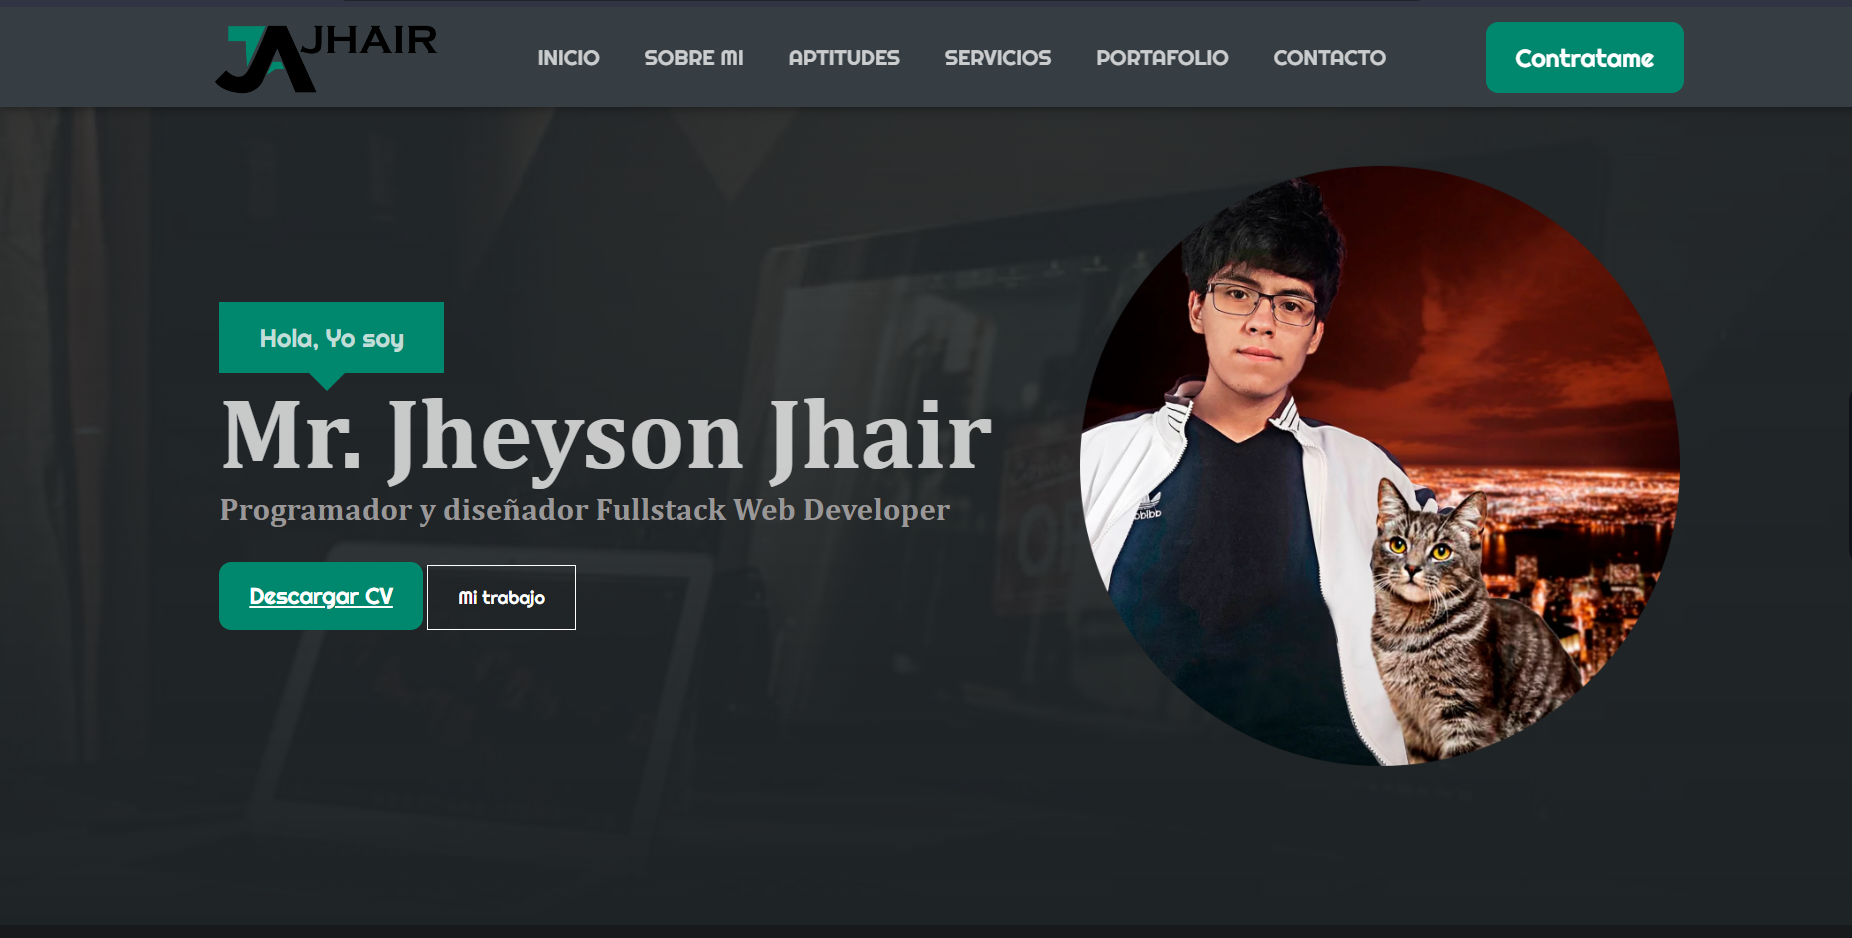 JHAIR
INICIO SOBRE MI APTITUDES SERVICIOS PORTAFOLIO CONTACTO
Contratame
Hola, Yo soy
Mr. Jheyson Jhair
Programador y diseñador Fullstack Web Developer
Descargar CV
Mi trabajo